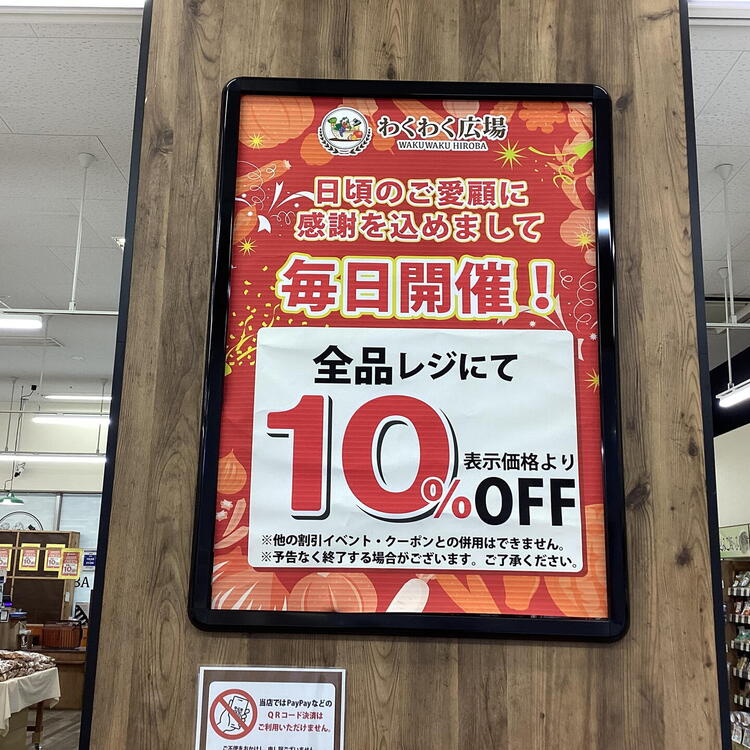 わくわく広場
WAKUWAKU HIROBA
日頃のご愛顧に
感謝を込めまして
毎日開催！
全品レジにて
10%
表示価格より
OFF
※他の割引イベント・クーポンとの併用はできません。
※予告なく終了する場合がございます。ご了承ください。
当店ではPayPayなどの
QRコード決済は
ご利用いただけません。